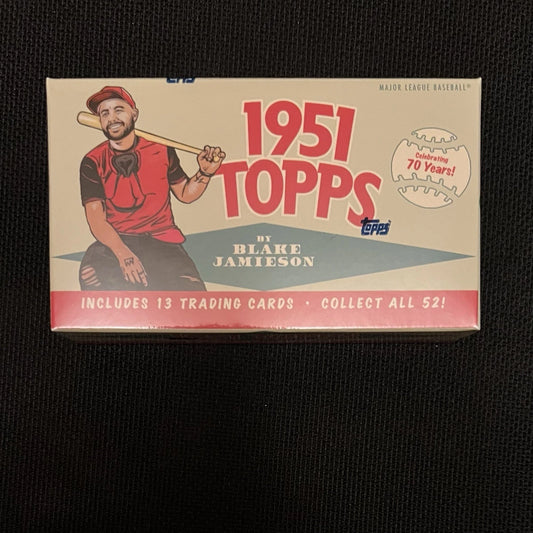 Topps
MAJOR LEAGUE BASEBALL®
1951
TOPPS
Celebrating
70 Years!
Topps
BY
BLAKE
JAMIESON
INCLUDES 13 TRADING CARDS • COLLECT ALL 52!